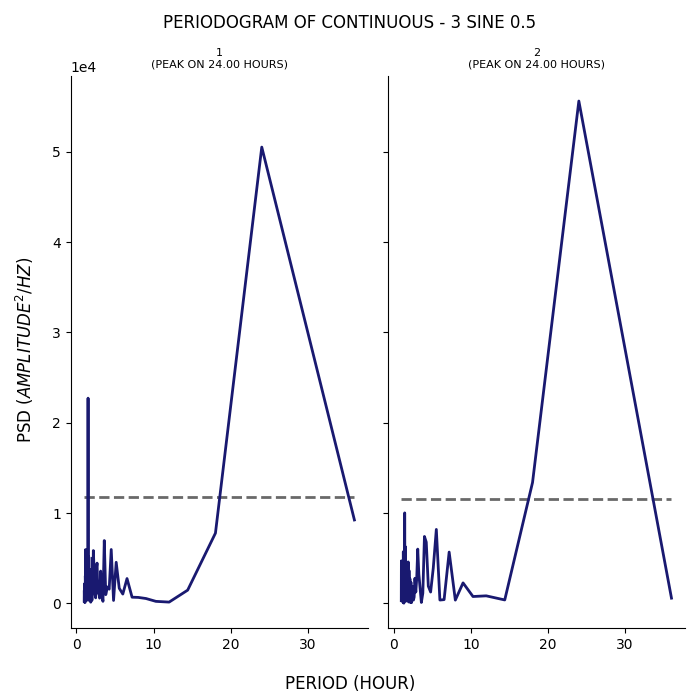 PERIODOGRAM OF CONTINUOUS - 3 SINE 0.5
1
(PEAK ON 24.00 HOURS)
2
(PEAK ON 24.00 HOURS)
1e4
5
4
3
2
1
0
PSD (AMPLITUDE²/HZ)
0 10 20 30
0 10 20 30
PERIOD (HOUR)